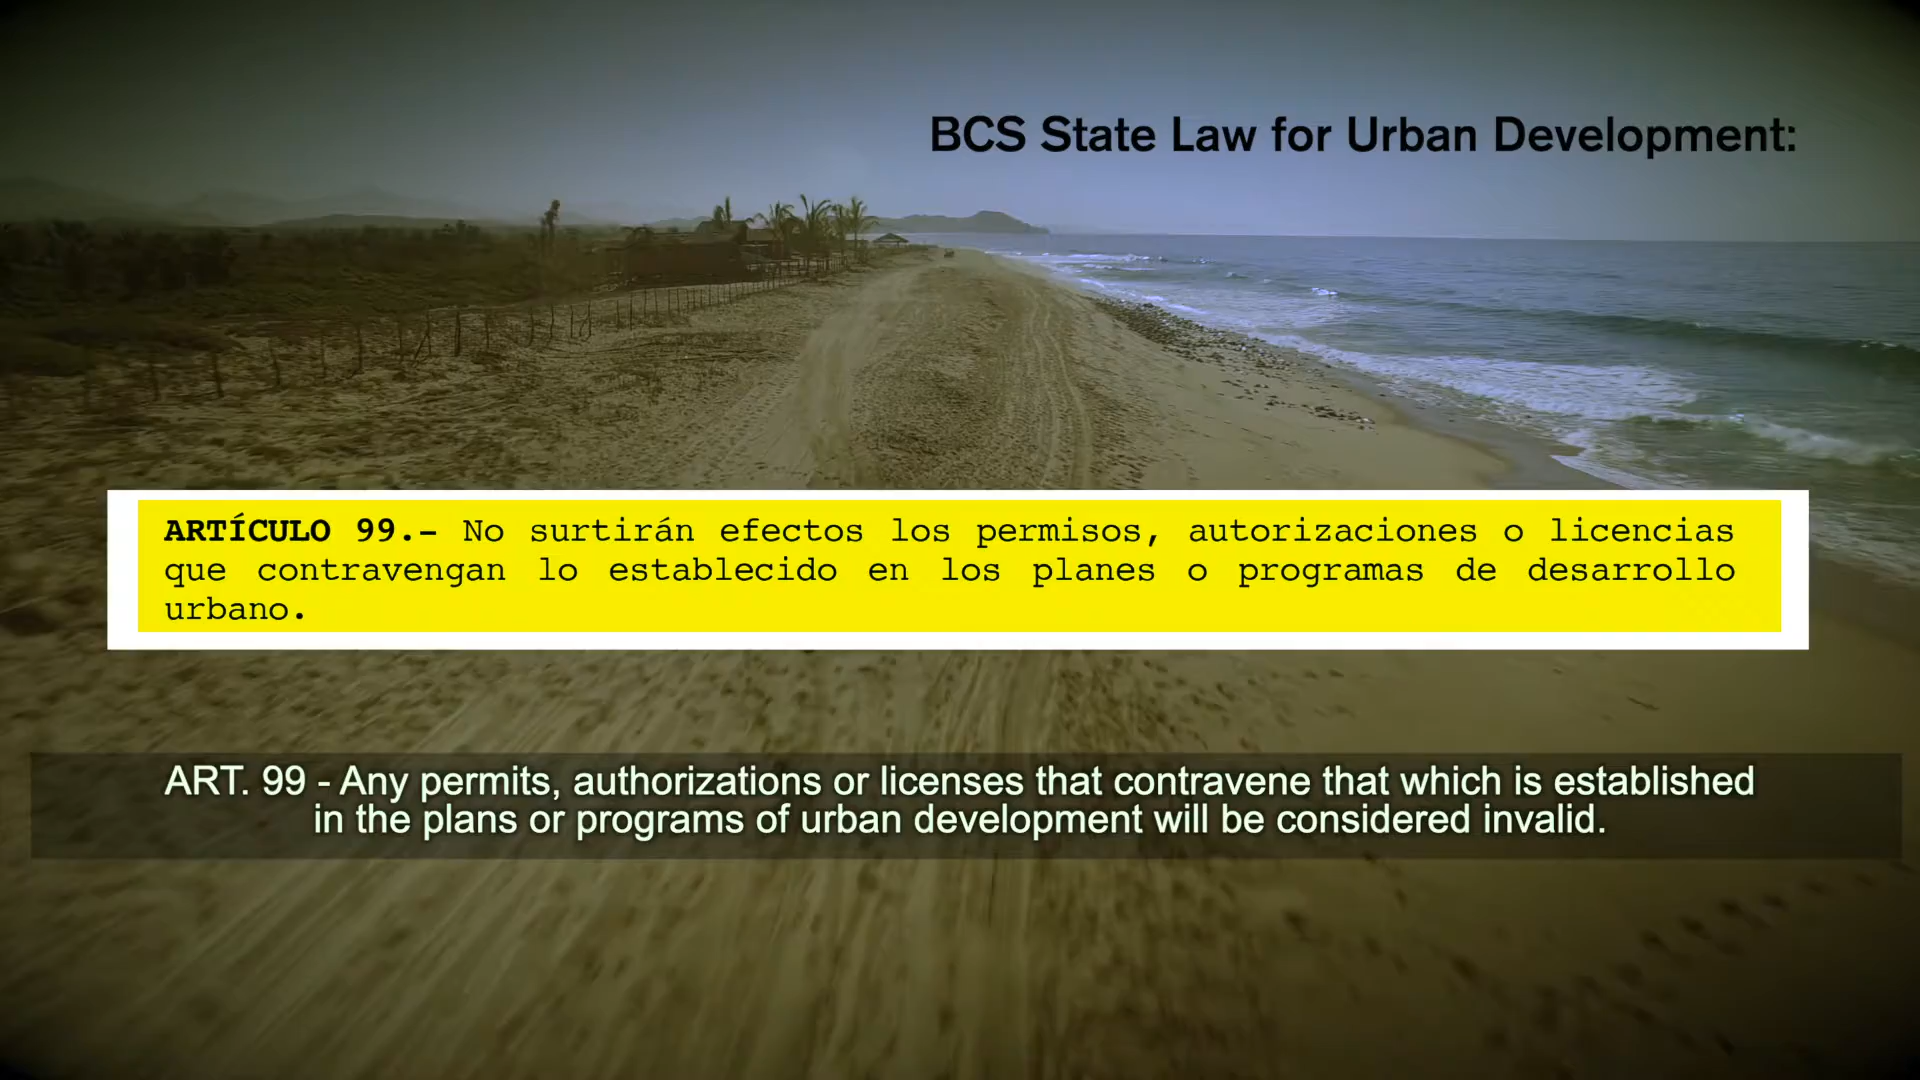 BCS State Law for Urban Development:
ARTÍCULO 99.- No surtirán efectos los permisos, autorizaciones o licencias
que contravengan lo establecido en los planes o programas de desarrollo
urbano.
ART. 99 - Any permits, authorizations or licenses that contravene that which is established
in the plans or programs of urban development will be considered invalid.